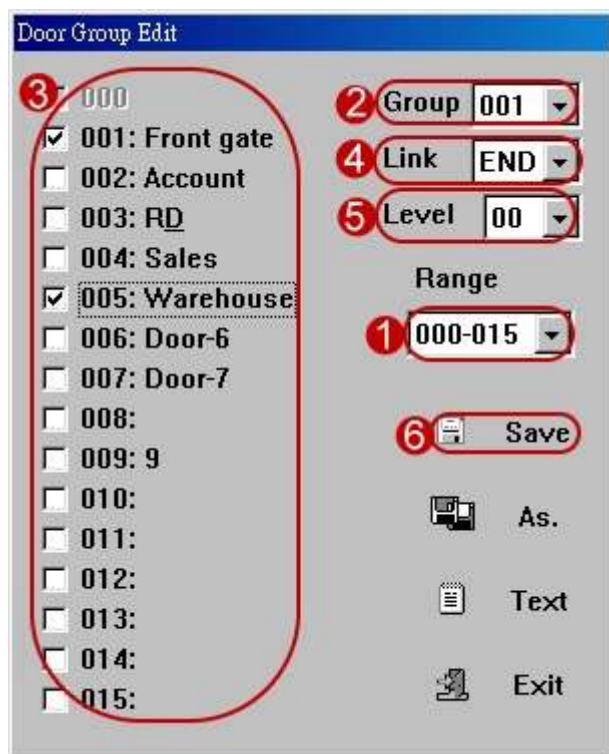 Door Group Edit
3 000
001: Front gate
002: Account
003: RD
004: Sales
005: Warehouse
006: Door-6
007: Door-7
008:
009: 9
010:
011:
012:
013:
014:
015:
2 Group 001
4 Link END
5 Level 00
Range
1 000-015
6 Save
As.
Text
Exit